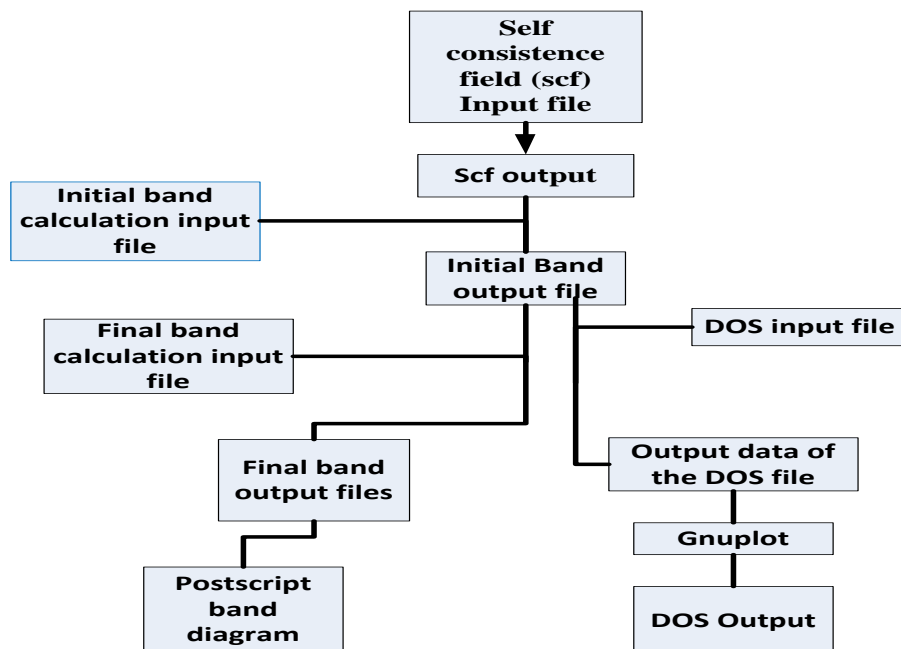 Self
consistence
field (scf)
Input file
Scf output
Initial band
calculation input
file
Initial Band
output file
DOS input file
Final band
calculation input
file
Final band
output files
Output data of
the DOS file
Gnuplot
Postscript
band
diagram
DOS Output